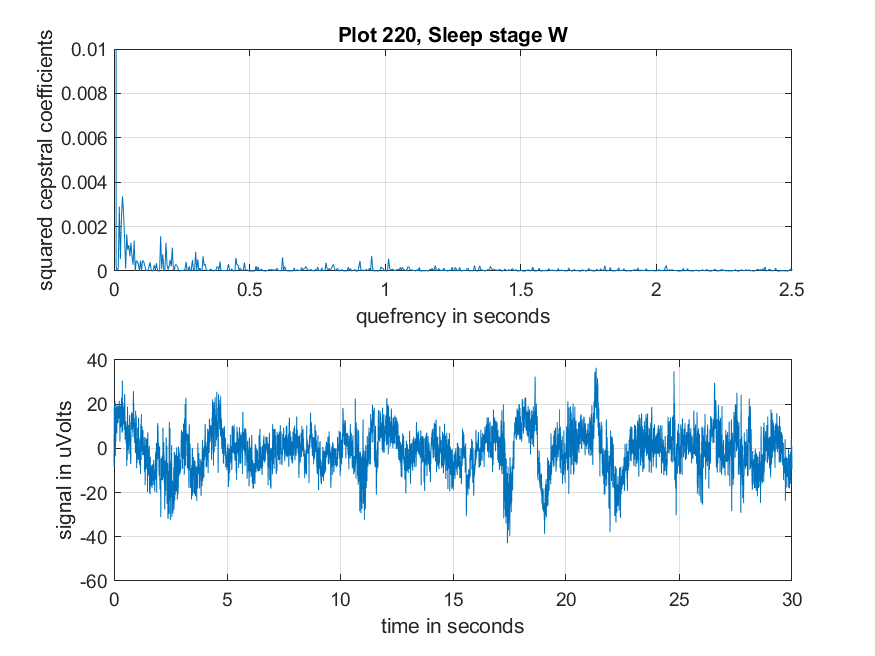 Plot 220, Sleep stage W
squared cepstral coefficients
0.01
0.008
0.006
0.004
0.002
0
0 0.5 1 1.5 2 2.5
quefrency in seconds
signal in uVolts
40
20
0
-20
-40
-60
0 5 10 15 20 25 30
time in seconds